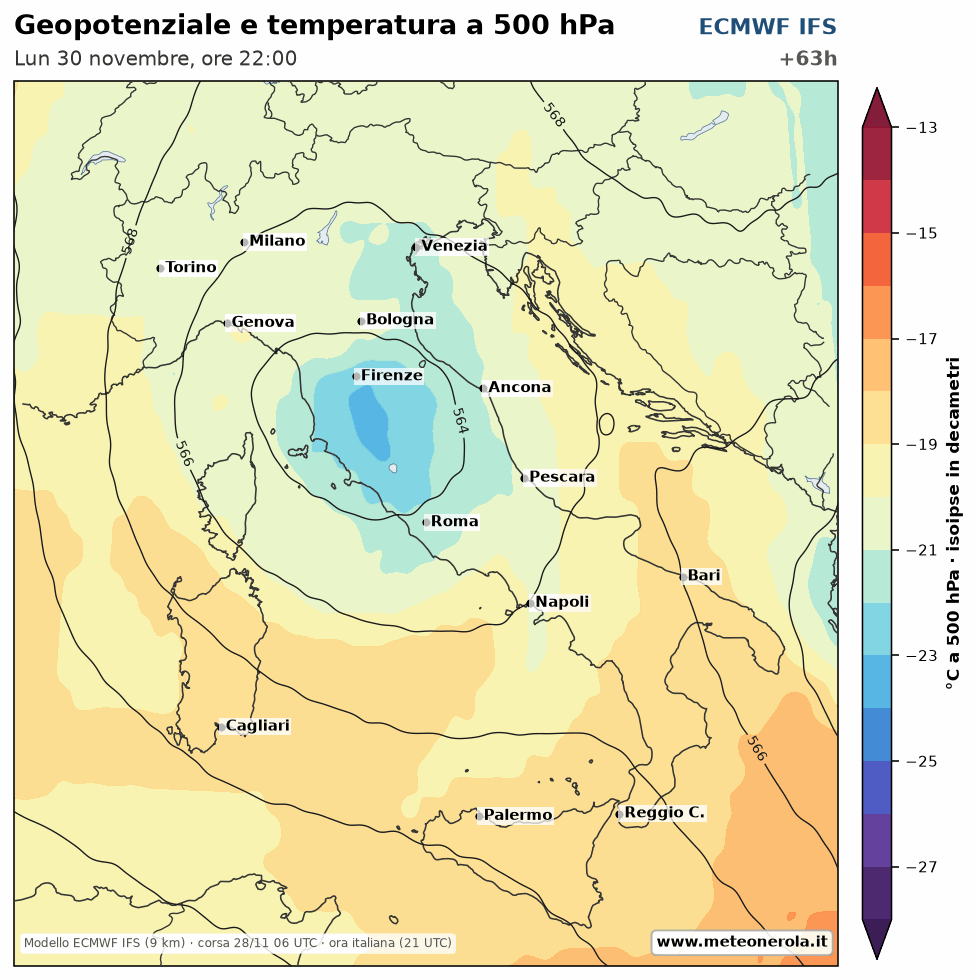 Geopotenziale e temperatura a 500 hPa
ECMWF IFS
Lun 30 novembre, ore 22:00
+63h
568
568
Milano
Venezia
Torino
Genova
Bologna
Firenze
Ancona
564
566
Pescara
Roma
Bari
Napoli
Cagliari
566
Palermo
Reggio C.
Modello ECMWF IFS (9 km) · corsa 28/11 06 UTC · ora italiana (21 UTC)
www.meteonerola.it
−13
−15
−17
−19
−21
−23
−25
−27
°C a 500 hPa · isoipse in decametri